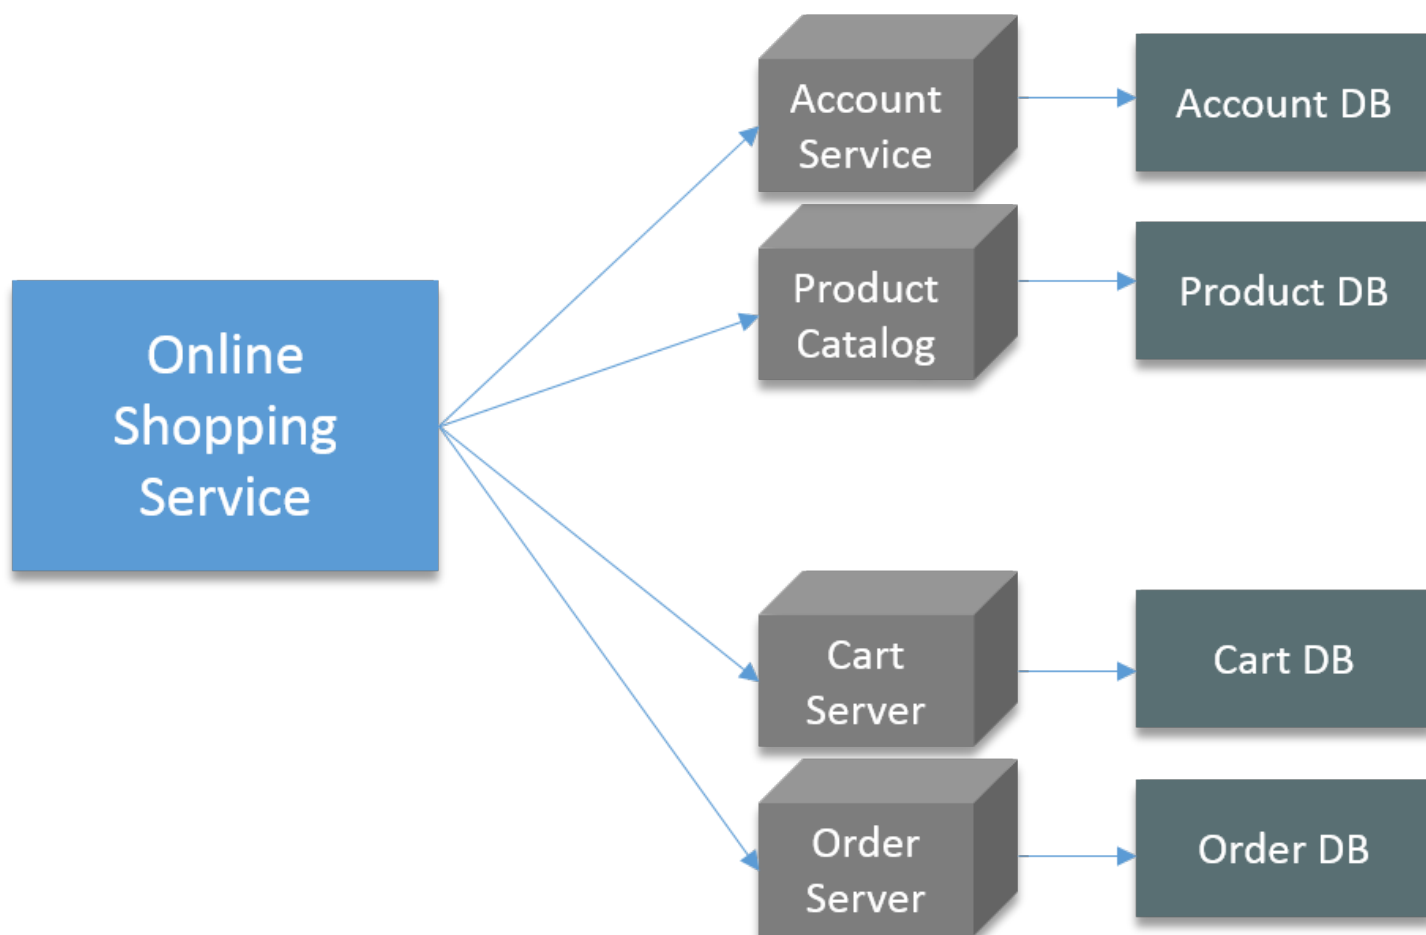 Online
Shopping
Service
Account
Service
Account DB
Product
Catalog
Product DB
Cart
Server
Cart DB
Order
Server
Order DB